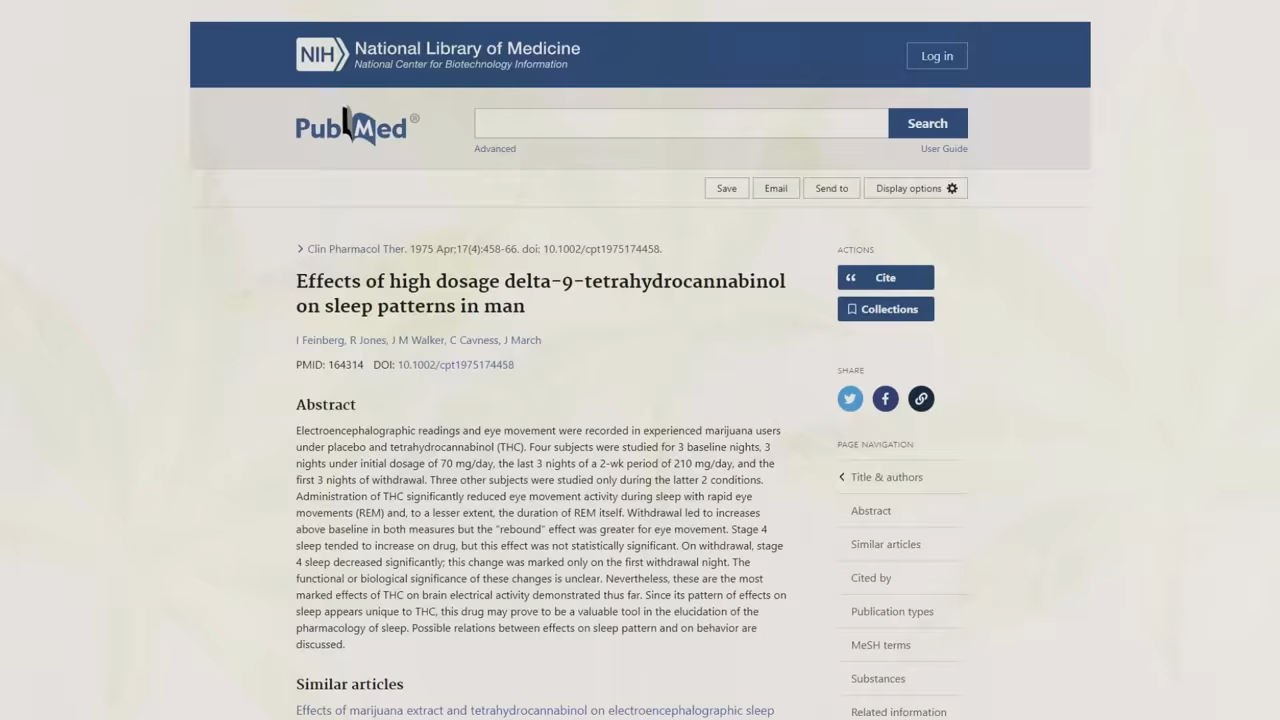 NIH National Library of Medicine
National Center for Biotechnology Information
Log in
PubMed®
Search
Advanced
User Guide
Save
Email
Send to
Display options
Clin Pharmacol Ther. 1975 Apr;17(4):458-66. doi: 10.1002/cpt1975174458.
Effects of high dosage delta-9-tetrahydrocannabinol
on sleep patterns in man
I Feinberg, R Jones, J M Walker, C Cavness, J March
PMID: 164314 DOI: 10.1002/cpt1975174458
Abstract
Electroencephalographic readings and eye movement were recorded in experienced marijuana users
under placebo and tetrahydrocannabinol (THC). Four subjects were studied for 3 baseline nights, 3
nights under initial dosage of 70 mg/day, the last 3 nights of a 2-wk period of 210 mg/day, and the
first 3 nights of withdrawal. Three other subjects were studied only during the latter 2 conditions.
Administration of THC significantly reduced eye movement activity during sleep with rapid eye
movements (REM) and, to a lesser extent, the duration of REM itself. Withdrawal led to increases
above baseline in both measures but the "rebound" effect was greater for eye movement. Stage 4
sleep tended to increase on drug, but this effect was not statistically significant. On withdrawal, stage
4 sleep decreased significantly; this change was marked only on the first withdrawal night. The
functional or biological significance of these changes is unclear. Nevertheless, these are the most
marked effects of THC on brain electrical activity demonstrated thus far. Since its pattern of effects on
sleep appears unique to THC, this drug may prove to be a valuable tool in the elucidation of the
pharmacology of sleep. Possible relations between effects on sleep pattern and on behavior are
discussed.
Similar articles
Effects of marijuana extract and tetrahydrocannabinol on electroencephalographic sleep
ACTIONS
Cite
Collections
SHARE
PAGE NAVIGATION
Title & authors
Abstract
Similar articles
Cited by
Publication types
MeSH terms
Substances
Related information